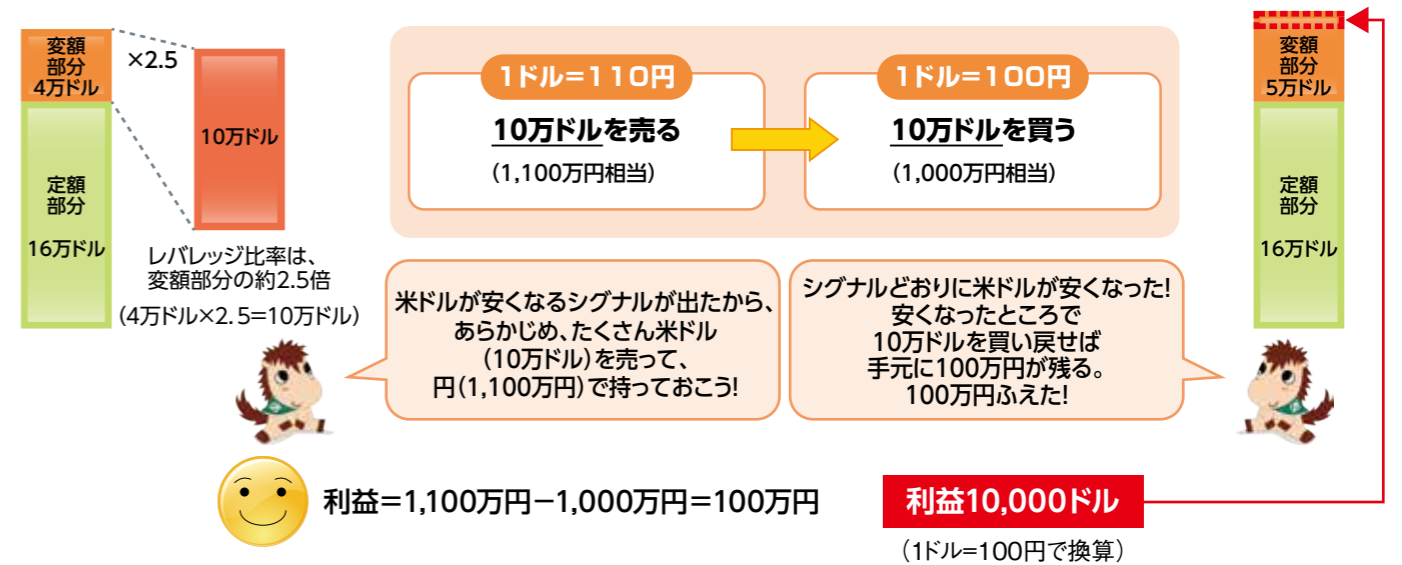 変額
部分
4万ドル
×2.5
10万ドル
定額
部分
16万ドル
レバレッジ比率は、
変額部分の約2.5倍
(4万ドル×2.5=10万ドル)
1ドル=110円
10万ドルを売る
(1,100万円相当)
1ドル=100円
10万ドルを買う
(1,000万円相当)
変額
部分
5万ドル
定額
部分
16万ドル
米ドルが安くなるシグナルが出たから、
あらかじめ、たくさん米ドル
(10万ドル)を売って、
円(1,100万円)で持っておこう!
シグナルどおりに米ドルが安くなった!
安くなったところで
10万ドルを買い戻せば
手元に100万円が残る。
100万円ふえた!
利益=1,100万円−1,000万円=100万円
利益10,000ドル
(1ドル=100円で換算)